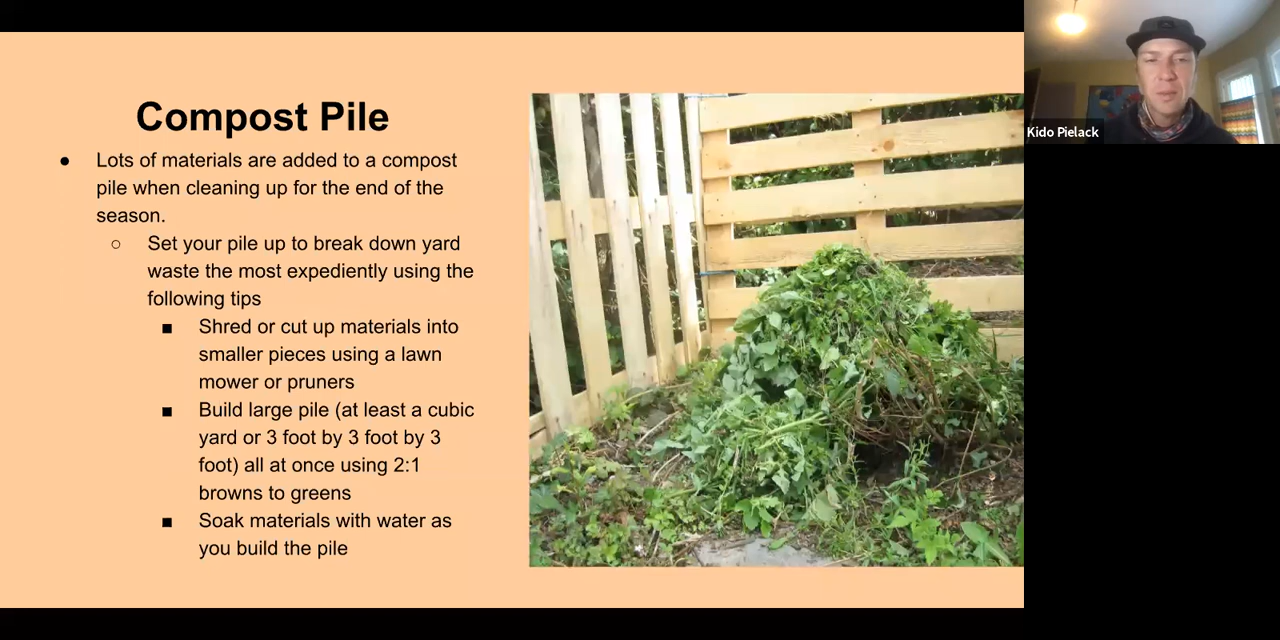 Compost Pile
● Lots of materials are added to a compost
pile when cleaning up for the end of the
season.
○ Set your pile up to break down yard
waste the most expediently using the
following tips
■ Shred or cut up materials into
smaller pieces using a lawn
mower or pruners
■ Build large pile (at least a cubic
yard or 3 foot by 3 foot by 3
foot) all at once using 2:1
browns to greens
■ Soak materials with water as
you build the pile
Kido Pielack